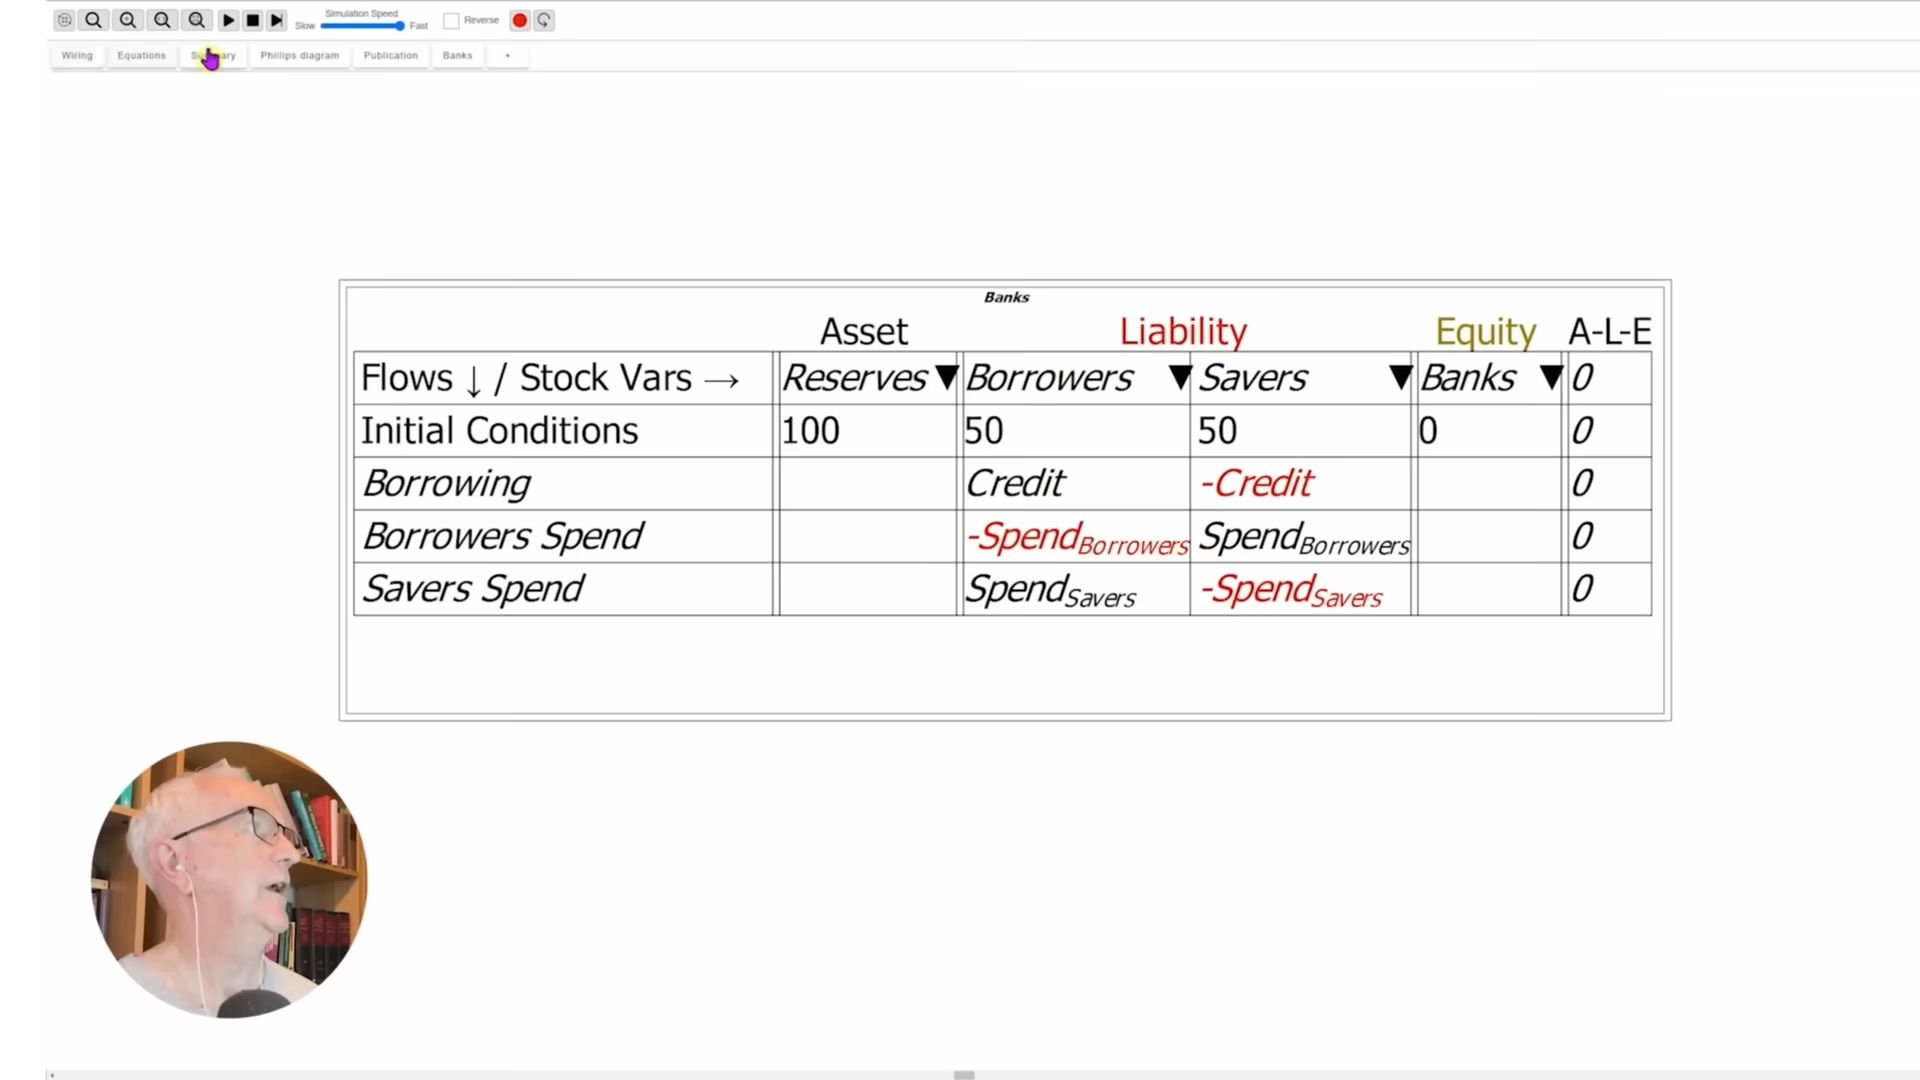 Simulation Speed
Slow Fast Reverse
Wiring Equations Summary Phillips diagram Publication Banks +
Banks
Asset Liability Equity A-L-E
Flows ↓ / Stock Vars → Reserves ▼ Borrowers ▼ Savers ▼ Banks ▼ 0
Initial Conditions 100 50 50 0 0
Borrowing Credit -Credit 0
Borrowers Spend -SpendBorrowers SpendBorrowers 0
Savers Spend SpendSavers -SpendSavers 0